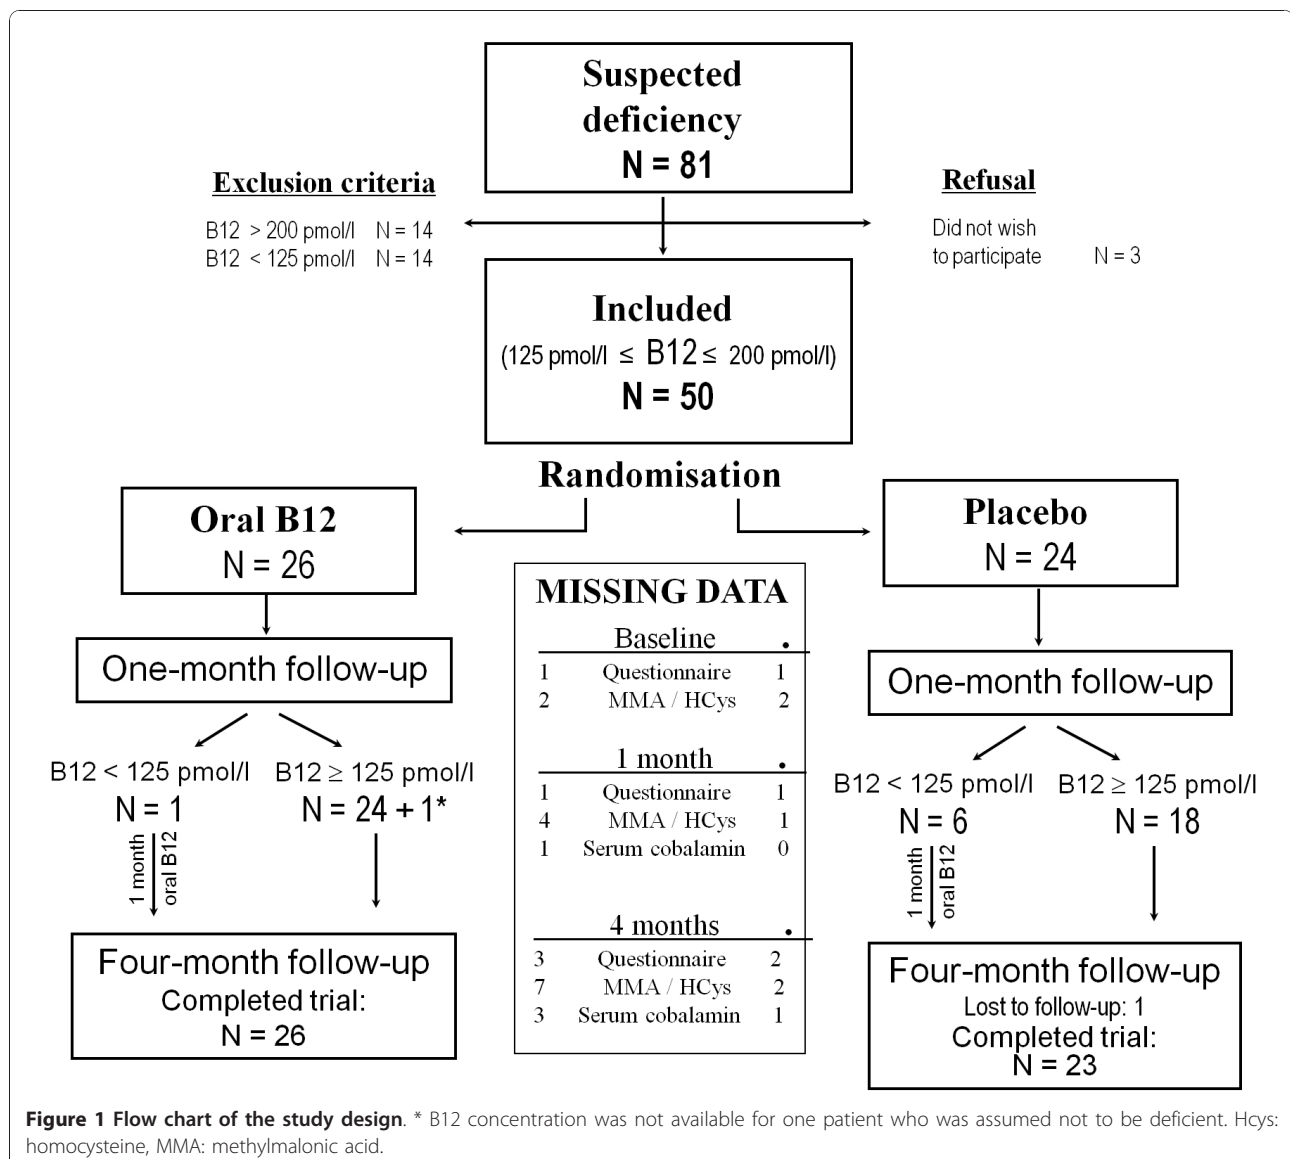 Suspected
deficiency
N = 81
Exclusion criteria
B12 > 200 pmol/l N = 14
B12 < 125 pmol/l N = 14
Refusal
Did not wish
to participate N = 3
Included
(125 pmol/l ≤ B12 ≤ 200 pmol/l)
N = 50
Randomisation
Oral B12
N = 26
Placebo
N = 24
One-month follow-up
B12 < 125 pmol/l
N = 1
B12 ≥ 125 pmol/l
N = 24 + 1*
1 month
oral B12
Four-month follow-up
Completed trial:
N = 26
MISSING DATA
Baseline .
1 Questionnaire 1
2 MMA / HCys 2
1 month .
1 Questionnaire 1
4 MMA / HCys 1
1 Serum cobalamin 0
4 months .
3 Questionnaire 2
7 MMA / HCys 2
3 Serum cobalamin 1
One-month follow-up
B12 < 125 pmol/l
N = 6
B12 ≥ 125 pmol/l
N = 18
1 month
oral B12
Four-month follow-up
Lost to follow-up: 1
Completed trial:
N = 23
Figure 1 Flow chart of the study design. * B12 concentration was not available for one patient who was assumed not to be deficient. Hcys:
homocysteine, MMA: methylmalonic acid.